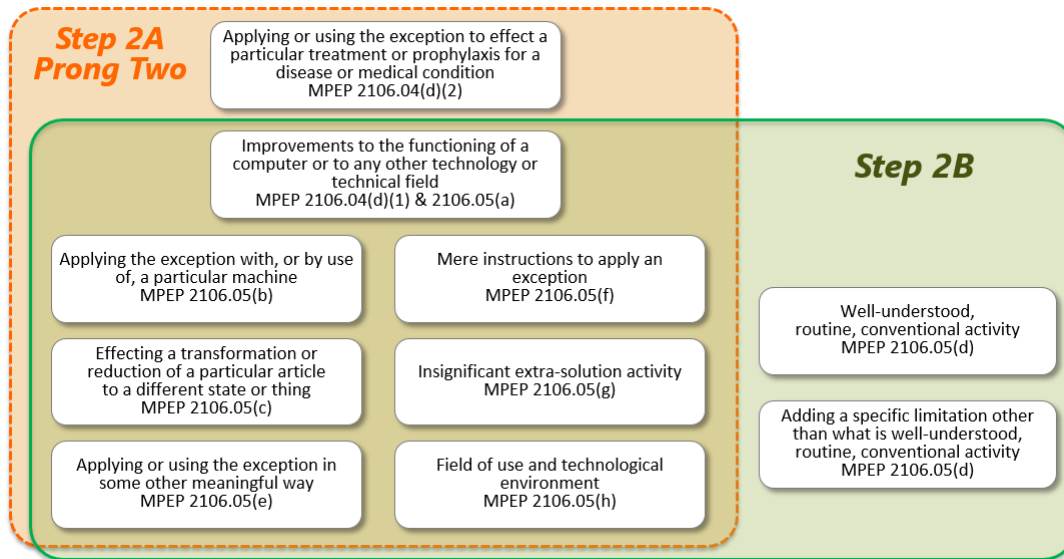 Step 2A
Prong Two
Applying or using the exception to effect a
particular treatment or prophylaxis for a
disease or medical condition
MPEP 2106.04(d)(2)
Improvements to the functioning of a
computer or to any other technology or
technical field
MPEP 2106.04(d)(1) & 2106.05(a)
Step 2B
Applying the exception with, or by use
of, a particular machine
MPEP 2106.05(b)
Mere instructions to apply an
exception
MPEP 2106.05(f)
Well-understood,
routine, conventional activity
MPEP 2106.05(d)
Effecting a transformation or
reduction of a particular article
to a different state or thing
MPEP 2106.05(c)
Insignificant extra-solution activity
MPEP 2106.05(g)
Adding a specific limitation other
than what is well-understood,
routine, conventional activity
MPEP 2106.05(d)
Applying or using the exception in
some other meaningful way
MPEP 2106.05(e)
Field of use and technological
environment
MPEP 2106.05(h)